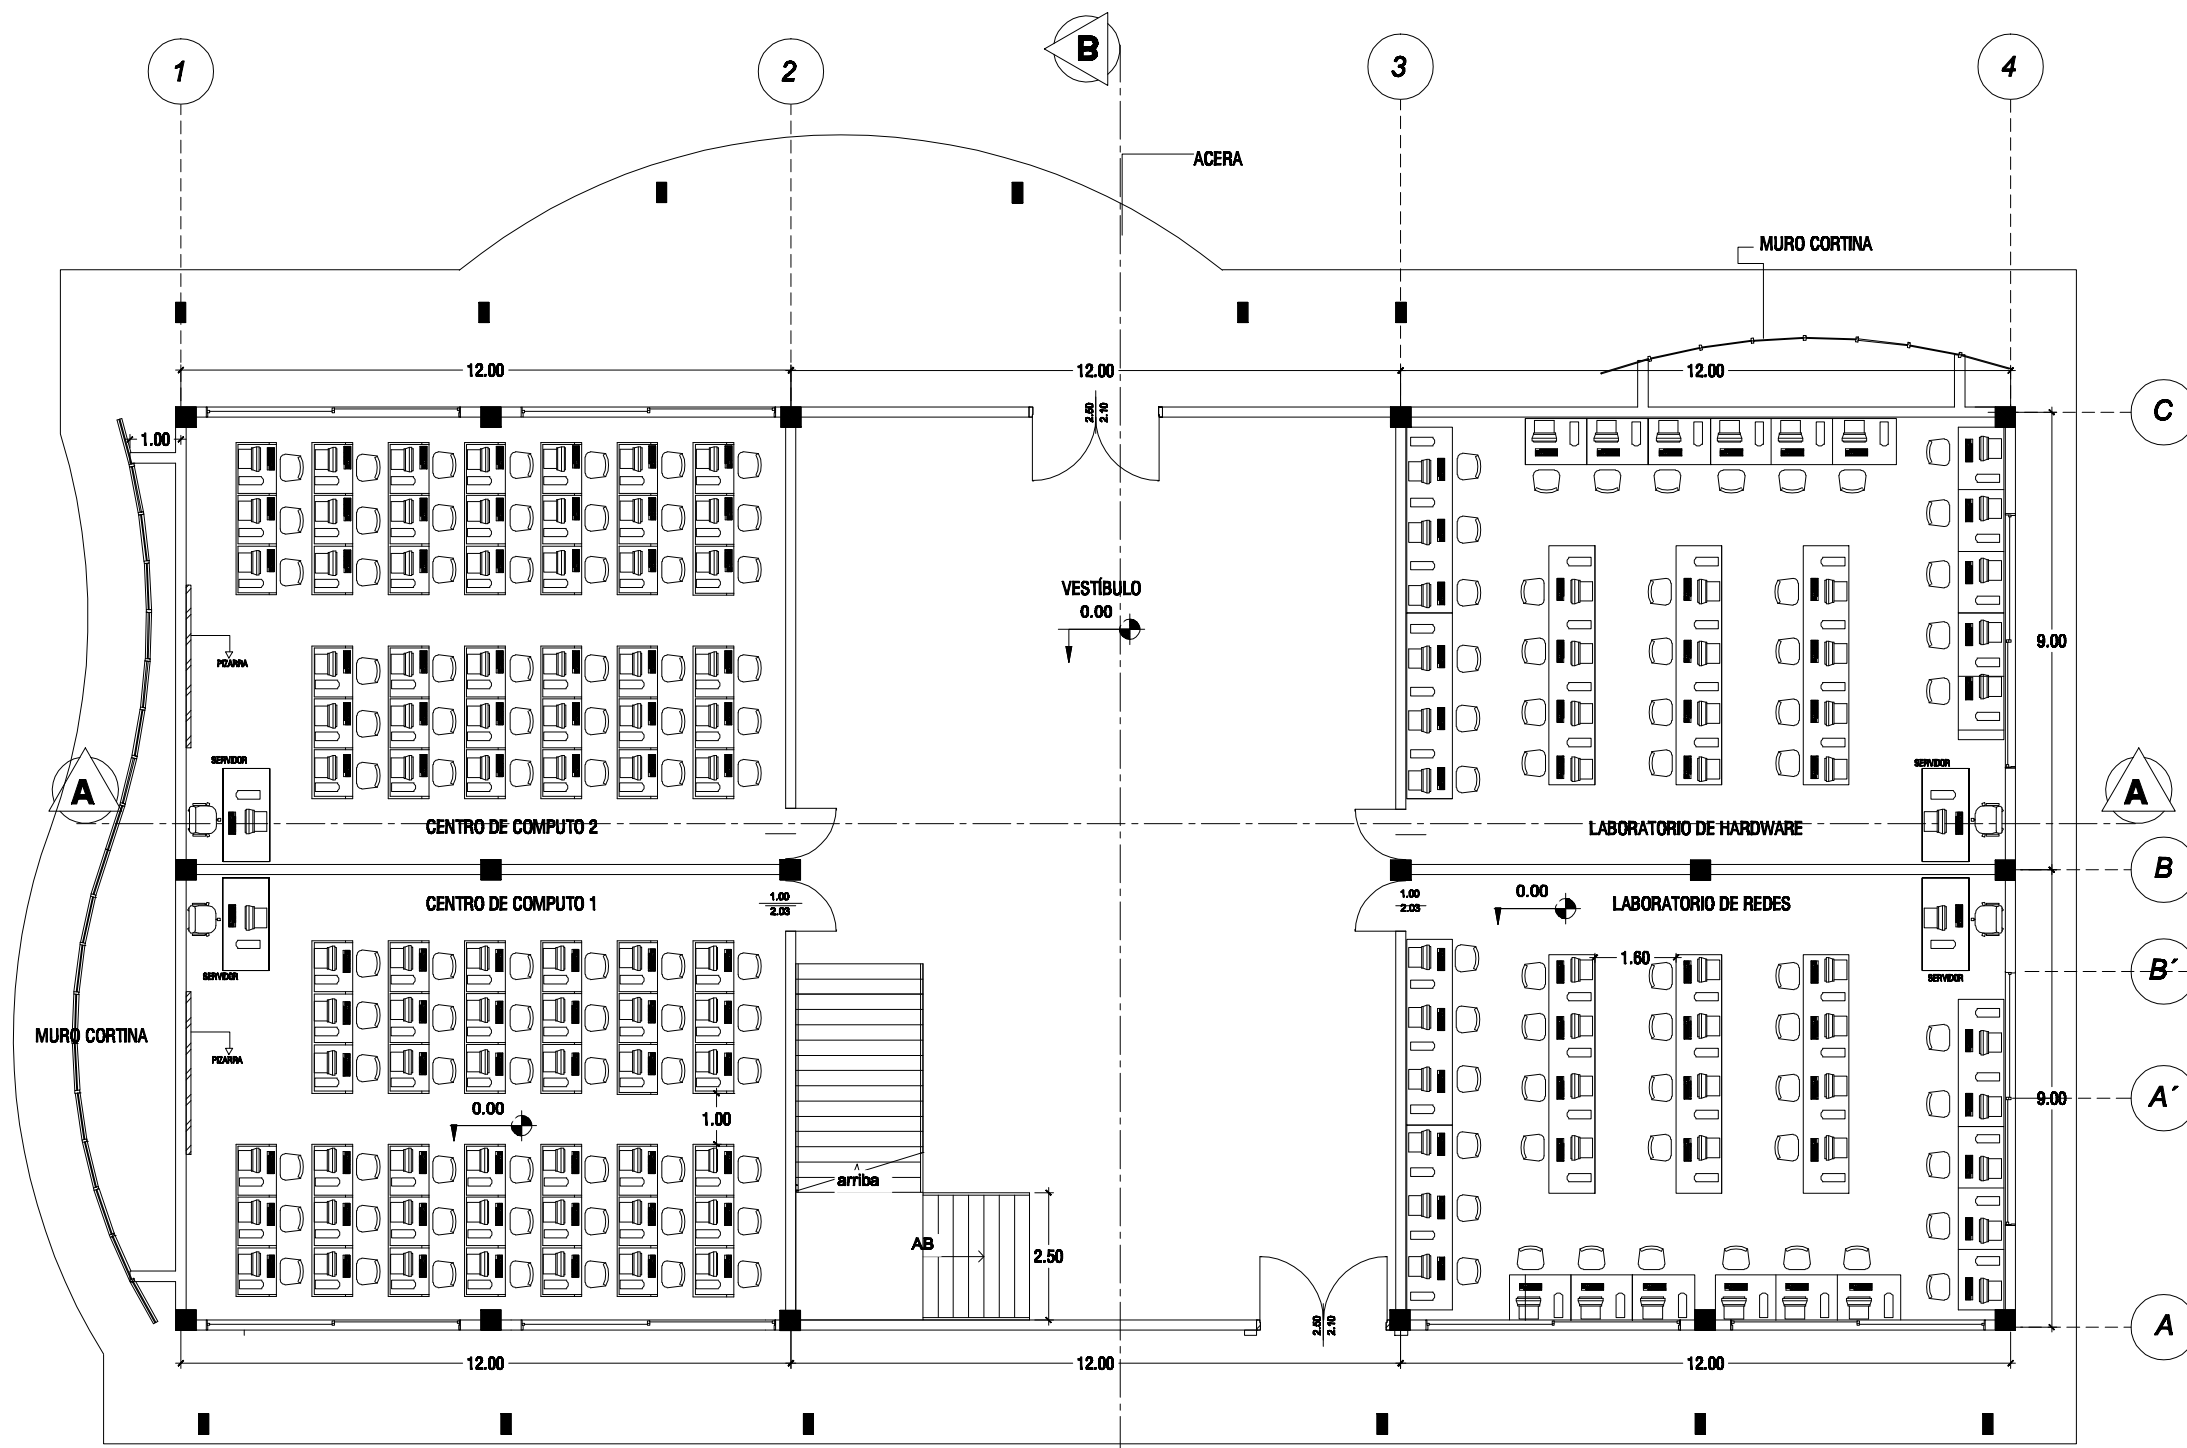 1
2
B
3
4
ACERA
MURO CORTINA
12.00
12.00
12.00
2.50
2.10
C
1.00
VESTÍBULO
0.00
9.00
PIZARRA
SERVIDOR
SERVIDOR
A
A
CENTRO DE COMPUTO 2
LABORATORIO DE HARDWARE
B
CENTRO DE COMPUTO 1
1.00
2.03
1.00
2.03
0.00
LABORATORIO DE REDES
1.60
B´
SERVIDOR
SERVIDOR
MURO CORTINA
PIZARRA
A´
9.00
0.00
1.00
arriba
AB
2.50
2.50
2.10
A
12.00
12.00
12.00